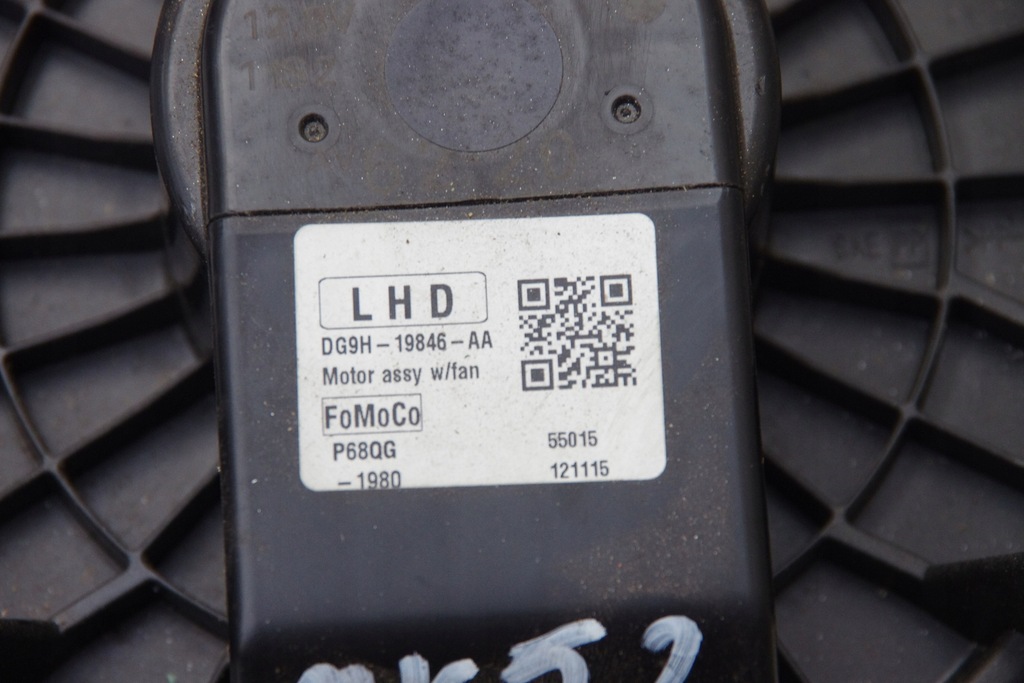 LHD
DG9H-19846-AA
Motor assy w/fan
FoMoCo
P68QG
-1980
55015
121115